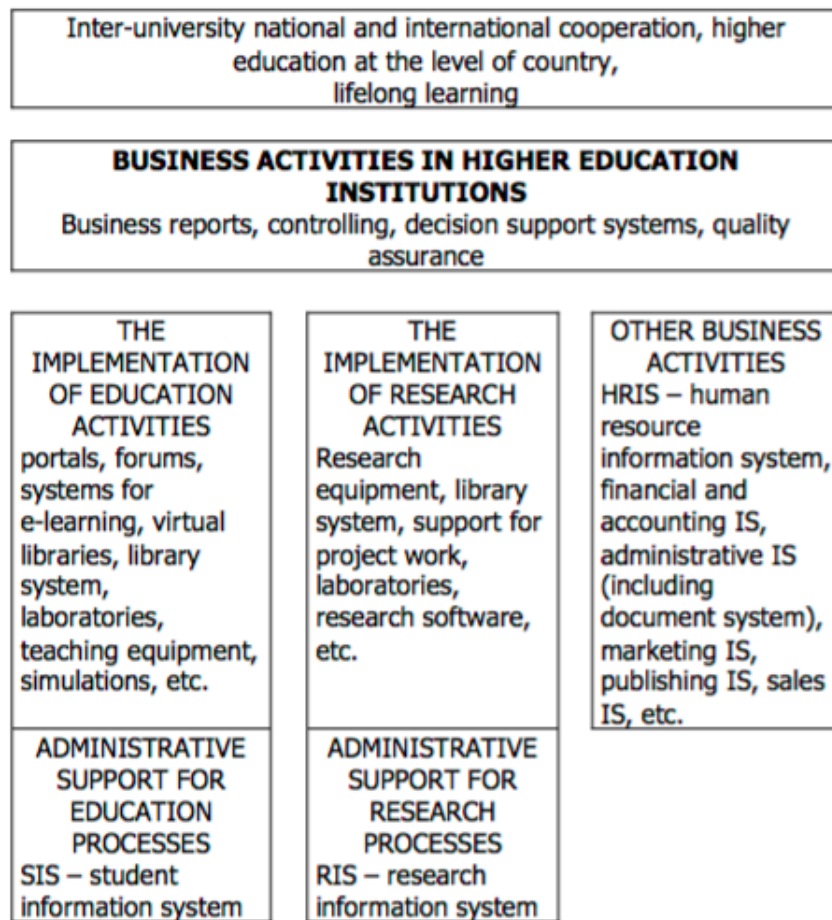 Inter-university national and international cooperation, higher
education at the level of country,
lifelong learning
BUSINESS ACTIVITIES IN HIGHER EDUCATION
INSTITUTIONS
Business reports, controlling, decision support systems, quality
assurance
THE
IMPLEMENTATION
OF EDUCATION
ACTIVITIES
portals, forums,
systems for
e-learning, virtual
libraries, library
system,
laboratories,
teaching equipment,
simulations, etc.
ADMINISTRATIVE
SUPPORT FOR
EDUCATION
PROCESSES
SIS – student
information system
THE
IMPLEMENTATION
OF RESEARCH
ACTIVITIES
Research
equipment, library
system, support for
project work,
laboratories,
research software,
etc.
ADMINISTRATIVE
SUPPORT FOR
RESEARCH
PROCESSES
RIS – research
information system
OTHER BUSINESS
ACTIVITIES
HRIS – human
resource
information system,
financial and
accounting IS,
administrative IS
(including
document system),
marketing IS,
publishing IS, sales
IS, etc.